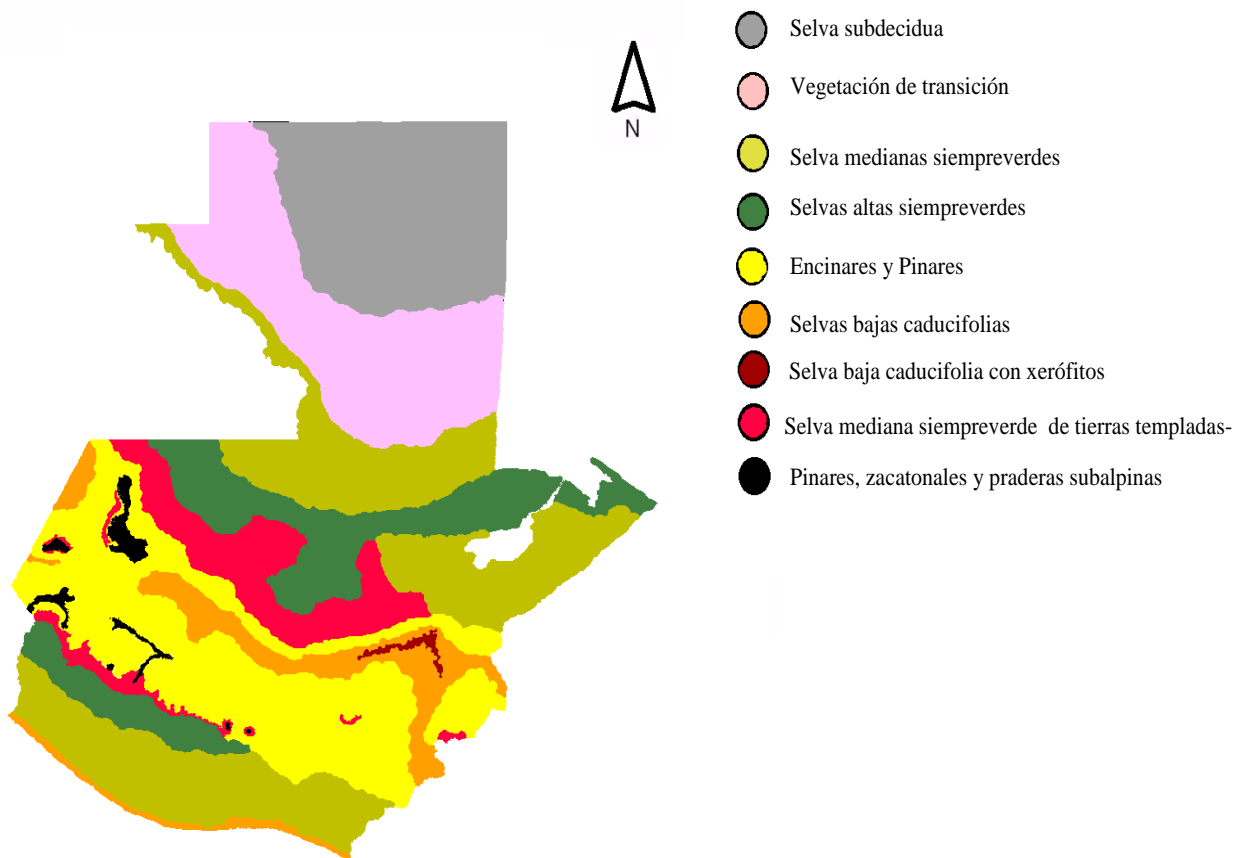 Selva subdecidua
Vegetación de transición
N
Selva medianas siempreverdes
Selvas altas siempreverdes
Encinares y Pinares
Selvas bajas caducifolias
Selva baja caducifolia con xerófitos
Selva mediana siempreverde de tierras templadas-
Pinares, zacatonales y praderas subalpinas